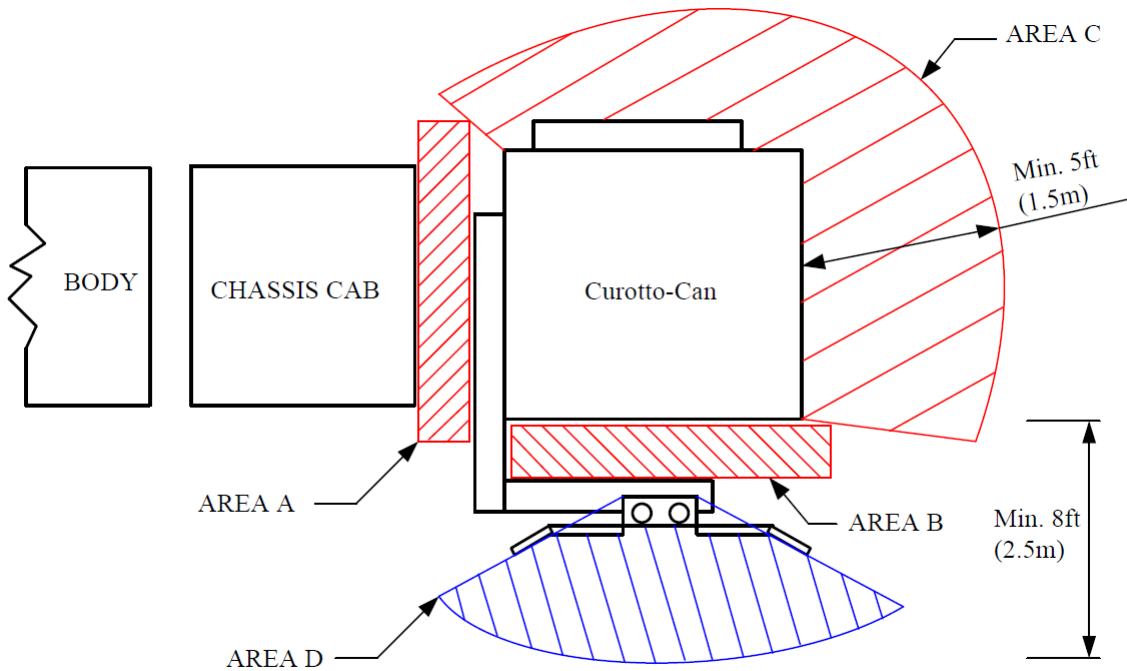 AREA C
Min. 5ft
(1.5m)
BODY
CHASSIS CAB
Curotto-Can
AREA A
AREA B
Min. 8ft
(2.5m)
AREA D